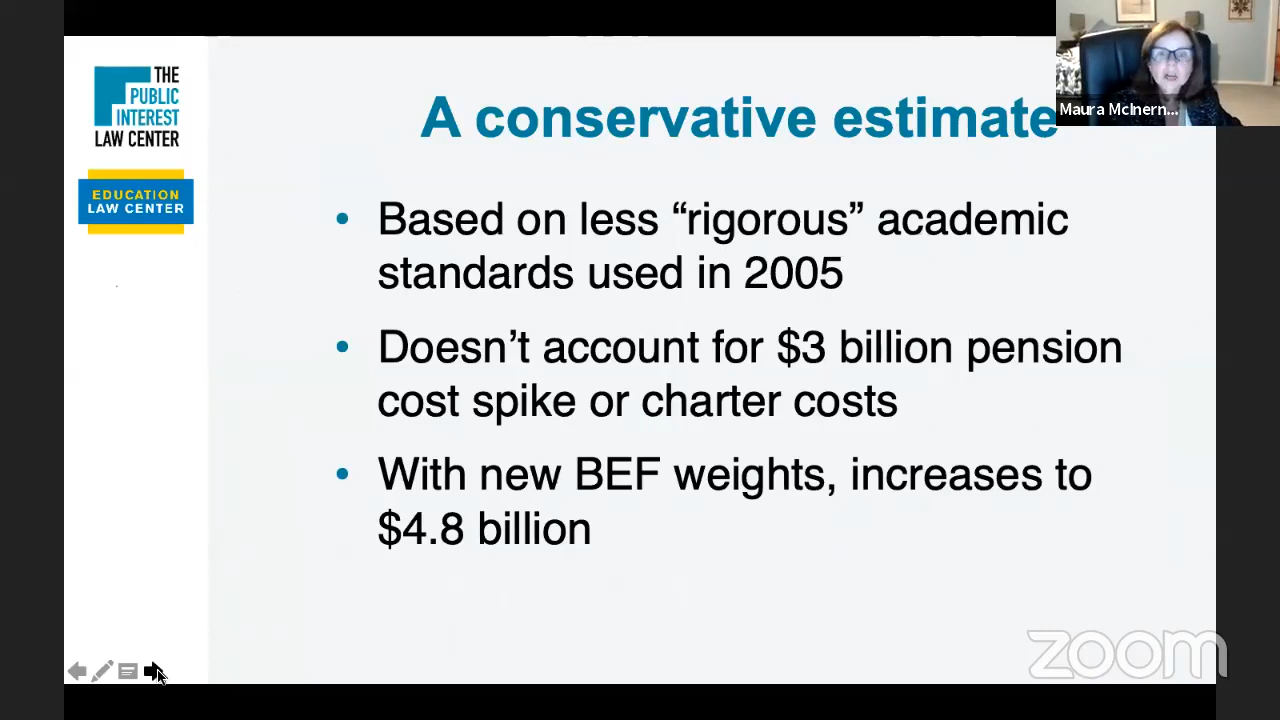 THE
PUBLIC
INTEREST
LAW CENTER
EDUCATION
LAW CENTER
A conservative estimate
Maura McInern...
• Based on less “rigorous” academic
standards used in 2005
• Doesn’t account for $3 billion pension
cost spike or charter costs
• With new BEF weights, increases to
$4.8 billion
zoom